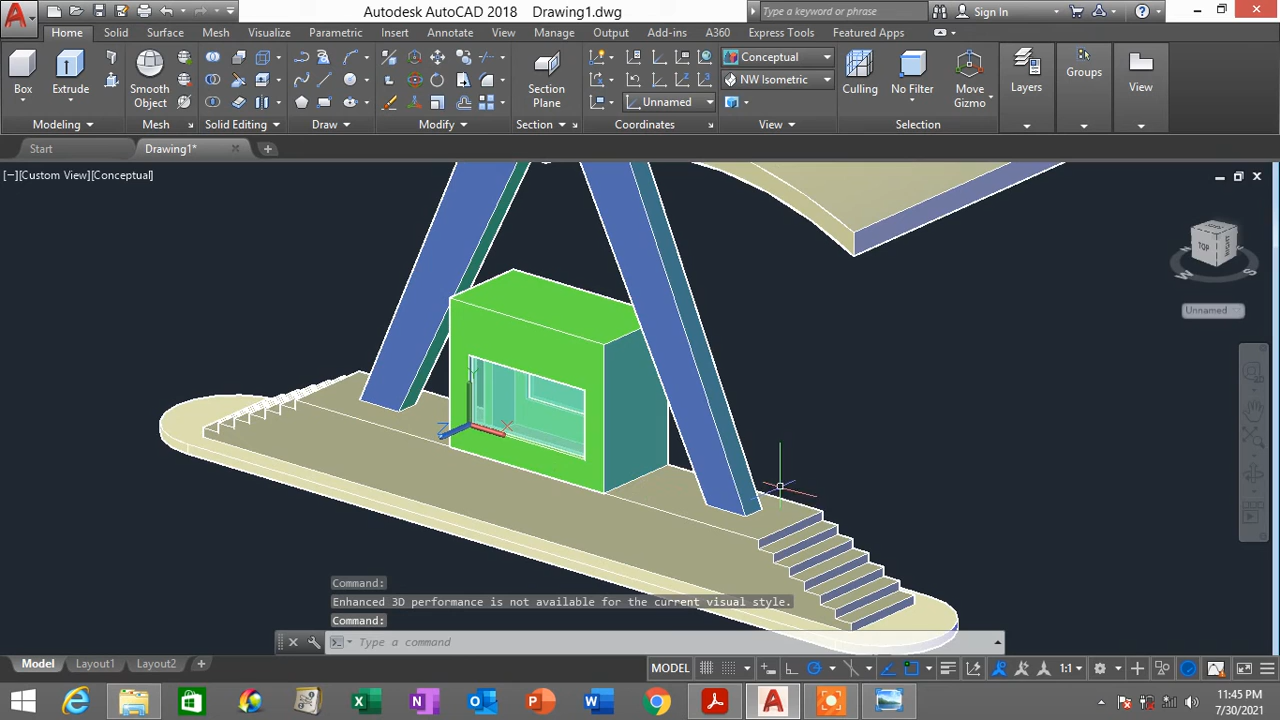 Autodesk AutoCAD 2018 Drawing1.dwg
Type a keyword or phrase
Sign In
Home Solid Surface Mesh Visualize Parametric Insert Annotate View Manage Output Add-ins A360 Express Tools Featured Apps
Box
Extrude
Smooth
Object
Section
Plane
Unnamed
Conceptual
NW Isometric
Culling
No Filter
Move
Gizmo
Layers
Groups
View
Modeling Mesh Solid Editing Draw Modify Section Coordinates View Selection
Start Drawing1*
[−][Custom View][Conceptual]
TOP
RIGHT
W
S
Unnamed
Z
X
Command:
Enhanced 3D performance is not available for the current visual style.
Command:
Type a command
Model Layout1 Layout2
MODEL
1:1
11:45 PM
7/30/2021